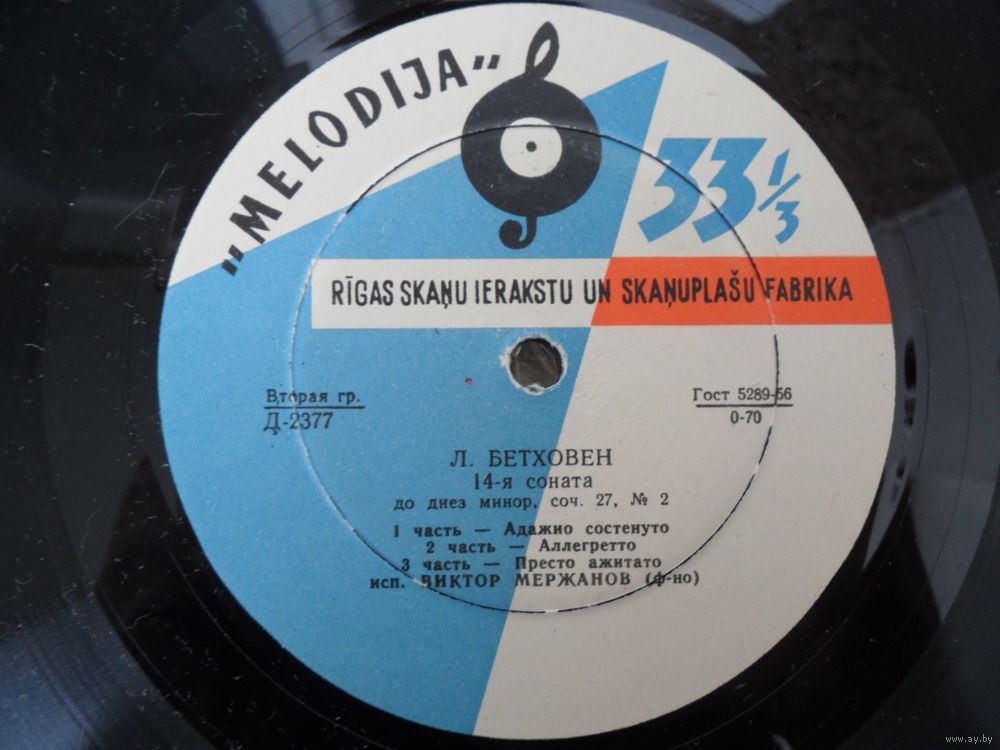 „MELODIJA"
33 1/3
RĪGAS SKAŅU IERAKSTU UN SKAŅUPLAŠU FABRIKA
Вторая гр.
Д-2377
Гост 5289-56
0-70
Л. БЕТХОВЕН
14-я соната
до диез минор, соч. 27, № 2
1 часть — Адажио состенуто
2 часть — Аллегретто
3 часть — Престо ажитато
исп. ВИКТОР МЕРЖАНОВ (ф-но)
www.ay.by